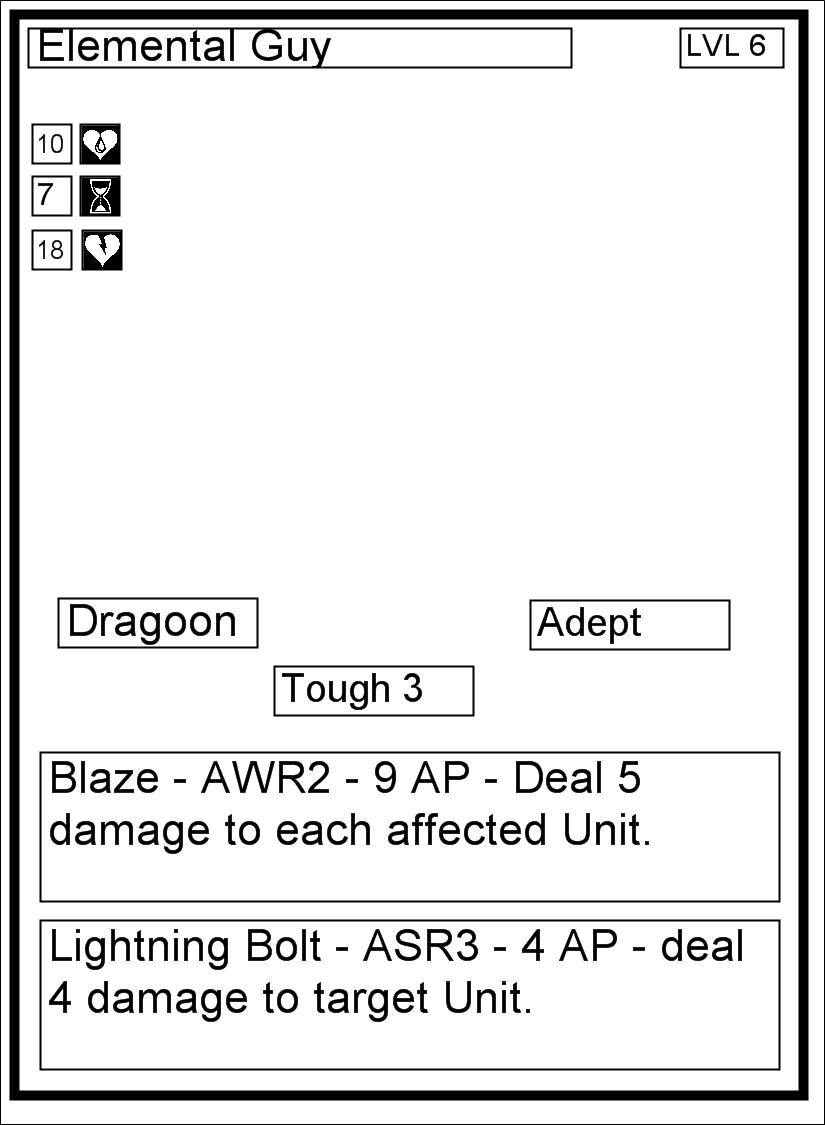 Elemental Guy
LVL 6
10
7
18
Dragoon
Adept
Tough 3
Blaze - AWR2 - 9 AP - Deal 5
damage to each affected Unit.
Lightning Bolt - ASR3 - 4 AP - deal
4 damage to target Unit.